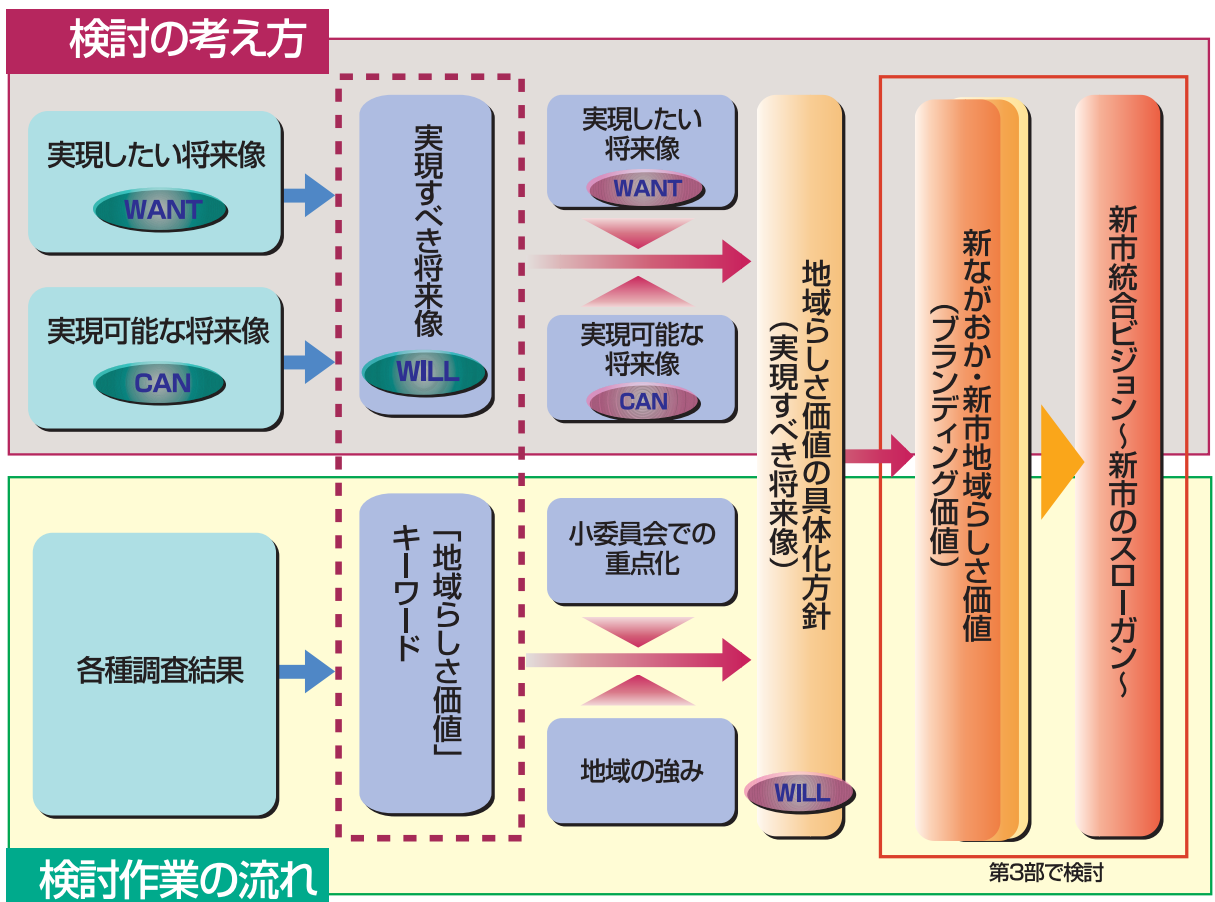 検討の考え方
実現したい将来像
WANT
実現可能な将来像
CAN
実現すべき将来像
WILL
実現したい
将来像
WANT
実現可能な
将来像
CAN
各種調査結果
「地域らしさ価値」
キーワード
小委員会での
重点化
地域の強み
地域らしさ価値の具体化方針
（実現すべき将来像）
WILL
新ながおか・新市地域らしさ価値
（ブランディング価値）
新市統合ビジョン～新市のスローガン～
第3部で検討
検討作業の流れ